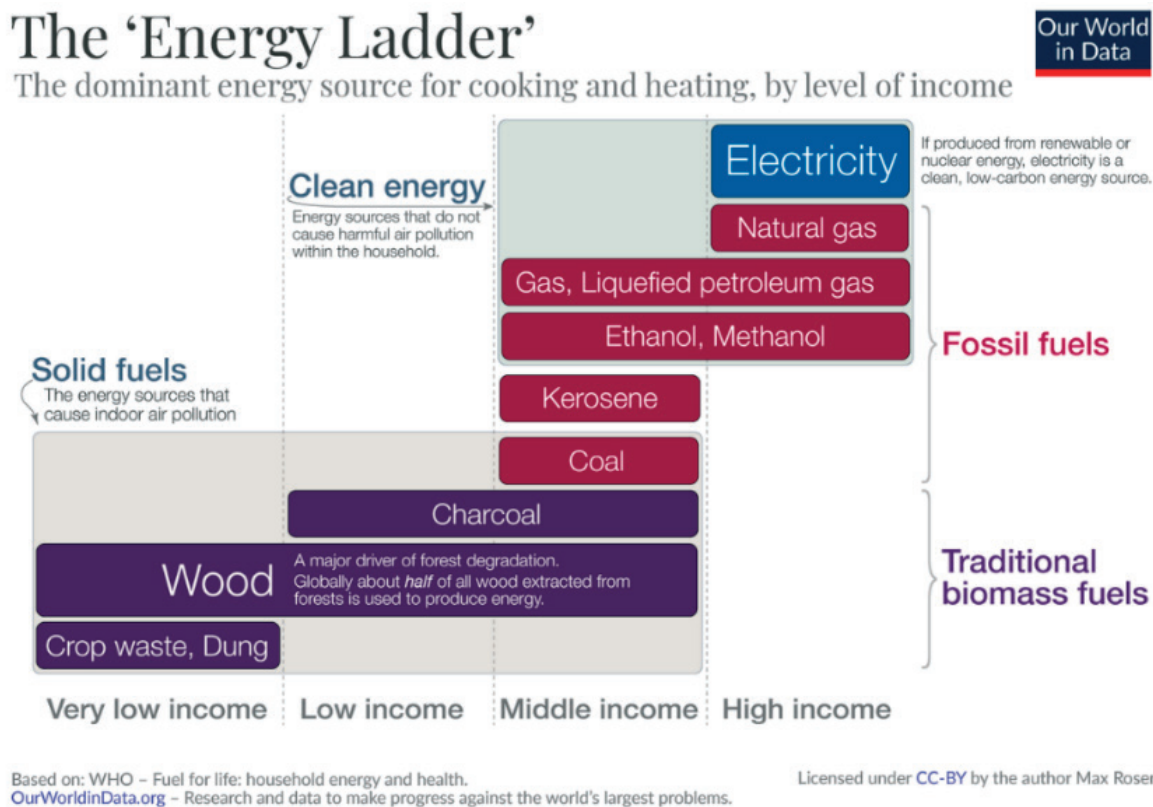 The ‘Energy Ladder’
Our World
in Data
The dominant energy source for cooking and heating, by level of income
Electricity
If produced from renewable or
nuclear energy, electricity is a
clean, low-carbon energy source.
Clean energy
Energy sources that do not
cause harmful air pollution
within the household.
Natural gas
Gas, Liquefied petroleum gas
Ethanol, Methanol
Fossil fuels
Solid fuels
The energy sources that
cause indoor air pollution
Kerosene
Coal
Charcoal
Wood
A major driver of forest degradation.
Globally about half of all wood extracted from
forests is used to produce energy.
Traditional
biomass fuels
Crop waste, Dung
Very low income
Low income
Middle income
High income
Based on: WHO – Fuel for life: household energy and health.
OurWorldinData.org – Research and data to make progress against the world's largest problems.
Licensed under CC-BY by the author Max Roser